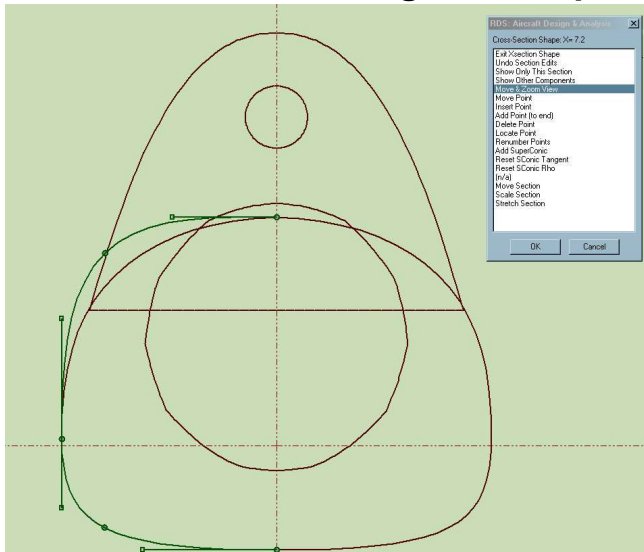 RDS: Aircraft Design & Analysis
Cross-Section Shape: X= 7.2
Exit Xsection Shape
Undo Section Edits
Show Only This Section
Show Other Components
Move & Zoom View
Move Point
Insert Point
Add Point (to end)
Delete Point
Locate Point
Renumber Points
Add SuperConic
Reset SConic Tangent
Reset SConic Rho
(n/a)
Move Section
Scale Section
Stretch Section
OK Cancel